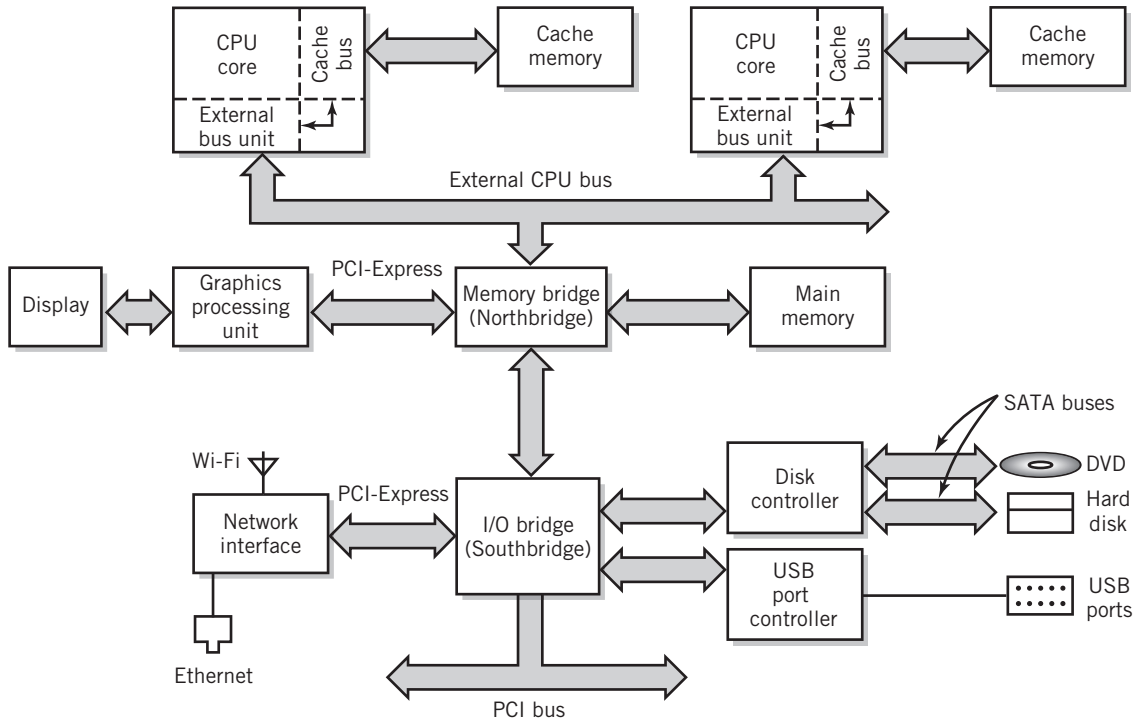 CPU
core
Cache
bus
External
bus unit
Cache
memory
CPU
core
Cache
bus
External
bus unit
Cache
memory
External CPU bus
Display
Graphics
processing
unit
PCI-Express
Memory bridge
(Northbridge)
Main
memory
SATA buses
Wi-Fi
Network
interface
Ethernet
PCI-Express
I/O bridge
(Southbridge)
Disk
controller
DVD
Hard
disk
USB
port
controller
USB
ports
PCI bus